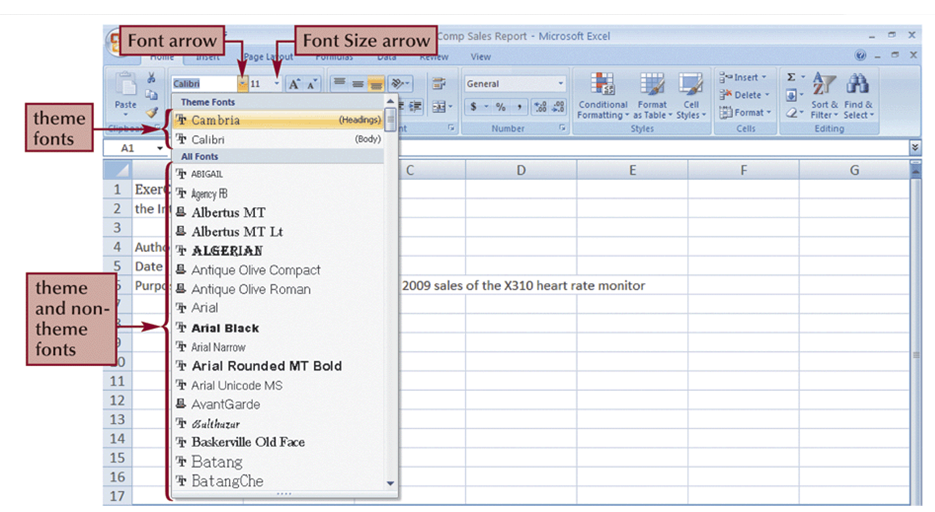 Font arrow
Font Size arrow
Comp Sales Report - Microsoft Excel
Home Insert Page Layout Formulas Data Review View
Calibri 11
General
Insert
Delete
Format
Paste
Conditional Formatting
Format as Table
Cell Styles
$ - % ,
Σ
Sort & Filter
Find & Select
Clipboard
Number
Styles
Cells
Editing
A1
theme
fonts
Theme Fonts
Cambria (Headings)
Calibri (Body)
All Fonts
ABIGAIL
Agency FB
Albertus MT
Albertus MT Lt
ALGERIAN
Antique Olive Compact
Antique Olive Roman
Arial
Arial Black
Arial Narrow
Arial Rounded MT Bold
Arial Unicode MS
AvantGarde
Balthazar
Baskerville Old Face
Batang
BatangChe
theme
and non-
theme
fonts
C D E F G
1 Exer
2 the Int
3
4 Autho
5 Date
6 Purpo 2009 sales of the X310 heart rate monitor
7
8
9
10
11
12
13
14
15
16
17